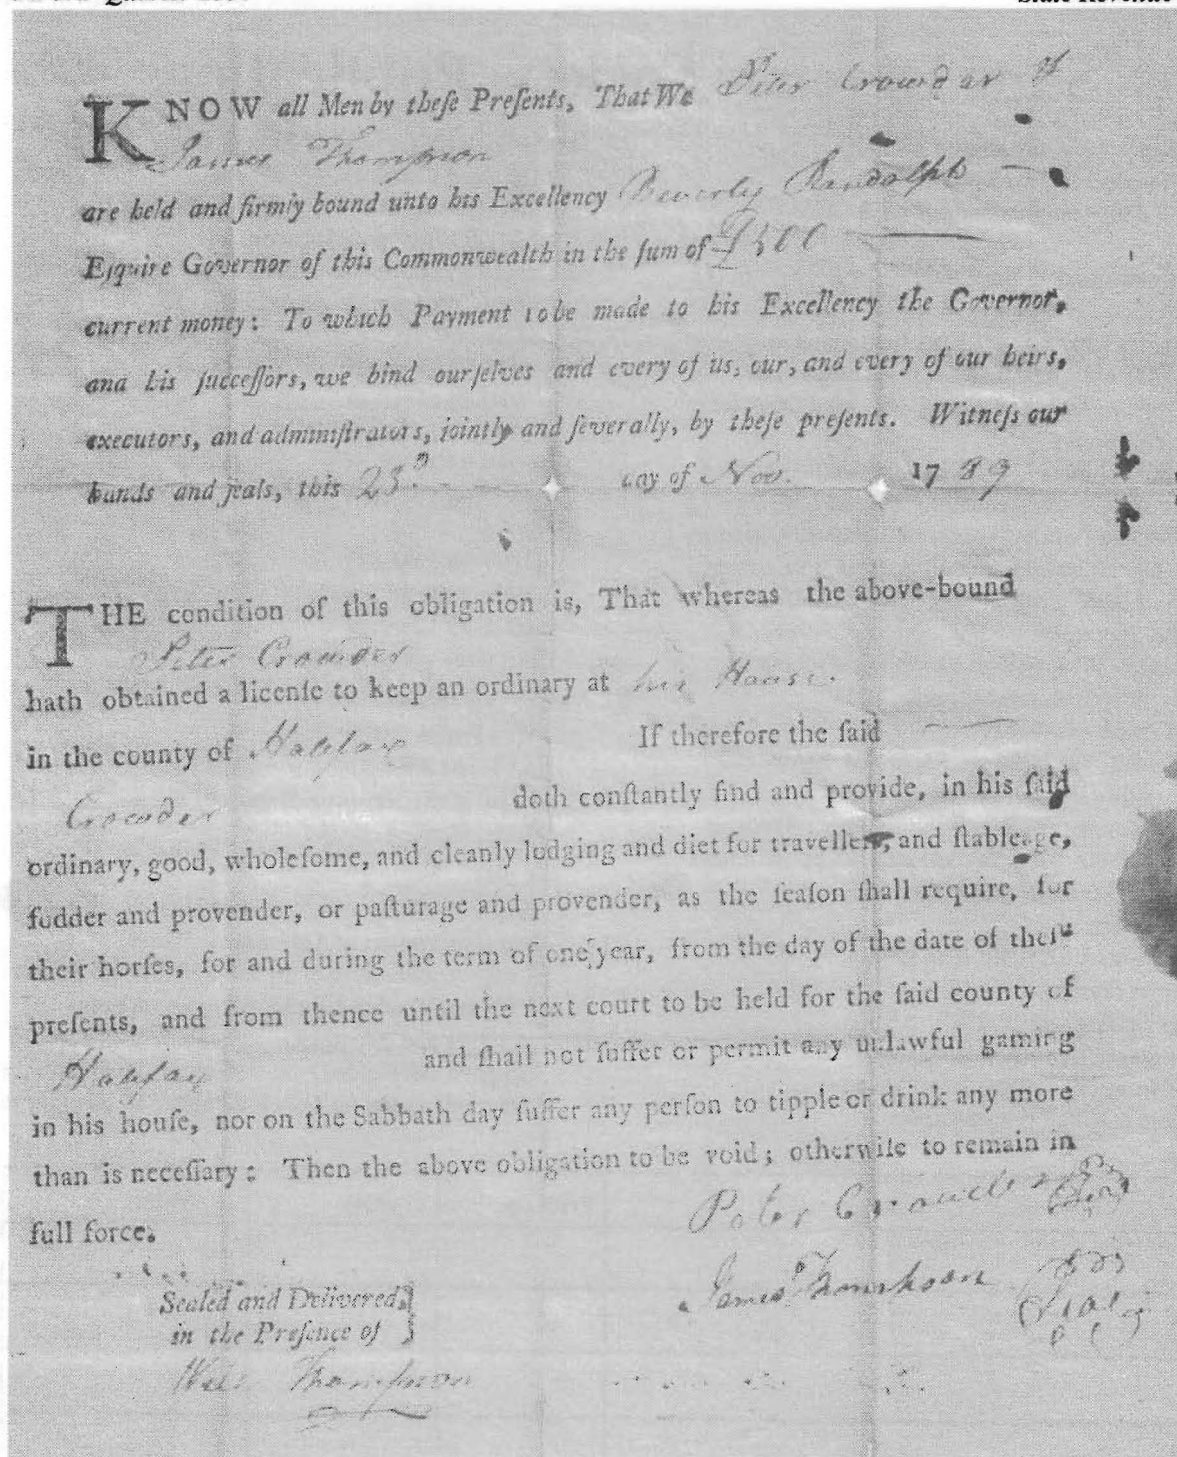 KNOW all Men by theſe Preſents, That We Peter Crowder &
James Thompson
are held and firmly bound unto his Excellency Beverly Randolph
Eſquire Governor of this Commonwealth in the ſum of
current money: To which Payment to be made to his Excellency the Governor,
and his ſucceſſors, we bind ourſelves and every of us, our, and every of our heirs,
executors, and adminiſtrators, jointly and ſeverally, by theſe preſents. Witneſs our
hands and ſeals, this 23d day of Nov. 1789
THE condition of this obligation is, That whereas the above-bound
Peter Crowder
hath obtained a licenſe to keep an ordinary at his House.
in the county of Halifax If therefore the ſaid
Crowder doth conſtantly find and provide, in his ſaid
ordinary, good, wholeſome, and cleanly lodging and diet for travellers, and ſtableage,
fodder and provender, or paſturage and provender, as the ſeaſon ſhall require, for
their horſes, for and during the term of one year, from the day of the date of theſe
preſents, and from thence until the next court to be held for the ſaid county of
Halifax and ſhall not ſuffer or permit any unlawful gaming
in his houſe, nor on the Sabbath day ſuffer any perſon to tipple or drink any more
than is neceſſary: Then the above obligation to be void; otherwiſe to remain in
full force.
Peter Crowder
James Thompson
Sealed and Delivered,
in the Preſence of
Thompson